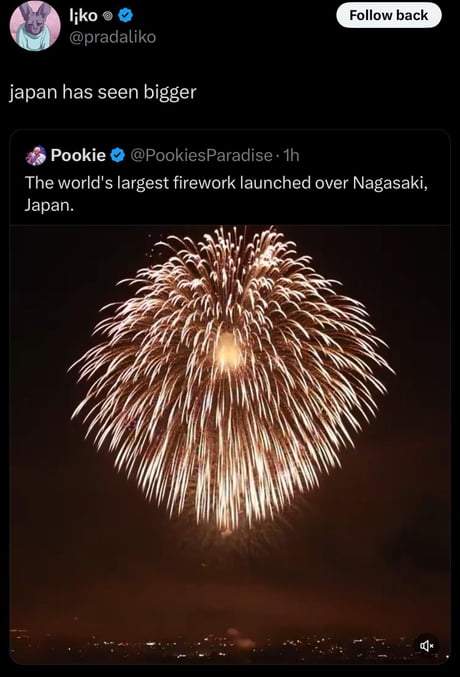 l¡ko
Follow back
@pradaliko
japan has seen bigger
Pookie @PookiesParadise · 1h
The world's largest firework launched over Nagasaki,
Japan.